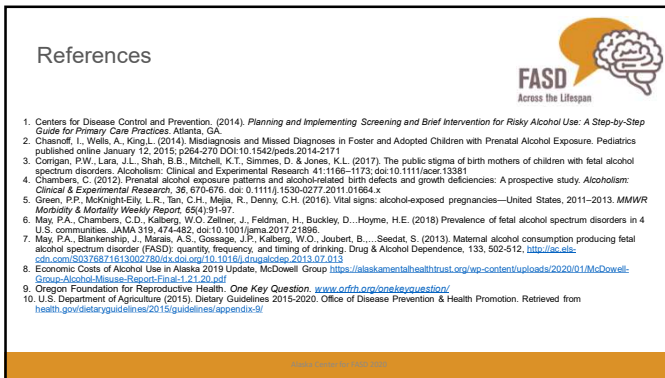 References
FASD
Across the Lifespan
1. Centers for Disease Control and Prevention. (2014). Planning and Implementing Screening and Brief Intervention for Risky Alcohol Use: A Step-by-Step
Guide for Primary Care Practices. Atlanta, GA.
2. Chasnoff, I., Wells, A., King,L. (2014). Misdiagnosis and Missed Diagnoses in Foster and Adopted Children with Prenatal Alcohol Exposure. Pediatrics
published online January 12, 2015; p264-270 DOI:10.1542/peds.2014-2171
3. Corrigan, P.W., Lara, J.L., Shah, B.B., Mitchell, K.T., Simmes, D. & Jones, K.L. (2017). The public stigma of birth mothers of children with fetal alcohol
spectrum disorders. Alcoholism: Clinical and Experimental Research 41:1166–1173; doi:10.1111/acer.13381
4. Chambers, C. (2012). Prenatal alcohol exposure patterns and alcohol-related birth defects and growth deficiencies: A prospective study. Alcoholism:
Clinical & Experimental Research, 36, 670-676. doi: 0.1111/j.1530-0277.2011.01664.x
5. Green, P.P., McKnight-Eily, L.R., Tan, C.H., Mejia, R., Denny, C.H. (2016). Vital signs: alcohol-exposed pregnancies—United States, 2011–2013. MMWR
Morbidity & Mortality Weekly Report, 65(4):91-97.
6. May, P.A., Chambers, C.D., Kalberg, W.O. Zellner, J., Feldman, H., Buckley, D…Hoyme, H.E. (2018) Prevalence of fetal alcohol spectrum disorders in 4
U.S. communities. JAMA 319, 474-482, doi:10.1001/jama.2017.21896.
7. May, P.A., Blankenship, J., Marais, A.S., Gossage, J.P., Kalberg, W.O., Joubert, B.,…Seedat, S. (2013). Maternal alcohol consumption producing fetal
alcohol spectrum disorder (FASD): quantity, frequency, and timing of drinking. Drug & Alcohol Dependence, 133, 502-512, http://ac.els-
cdn.com/S0376871613002780/dx.doi.org/10.1016/j.drugalcdep.2013.07.013
8. Economic Costs of Alcohol Use in Alaska 2019 Update, McDowell Group https://alaskamentalhealthtrust.org/wp-content/uploads/2020/01/McDowell-
Group-Alcohol-Misuse-Report-Final-1.21.20.pdf
9. Oregon Foundation for Reproductive Health. One Key Question. www.orfrh.org/onekeyquestion/
10. U.S. Department of Agriculture (2015). Dietary Guidelines 2015-2020. Office of Disease Prevention & Health Promotion. Retrieved from
health.gov/dietaryguidelines/2015/guidelines/appendix-9/
Alaska Center for FASD 2020